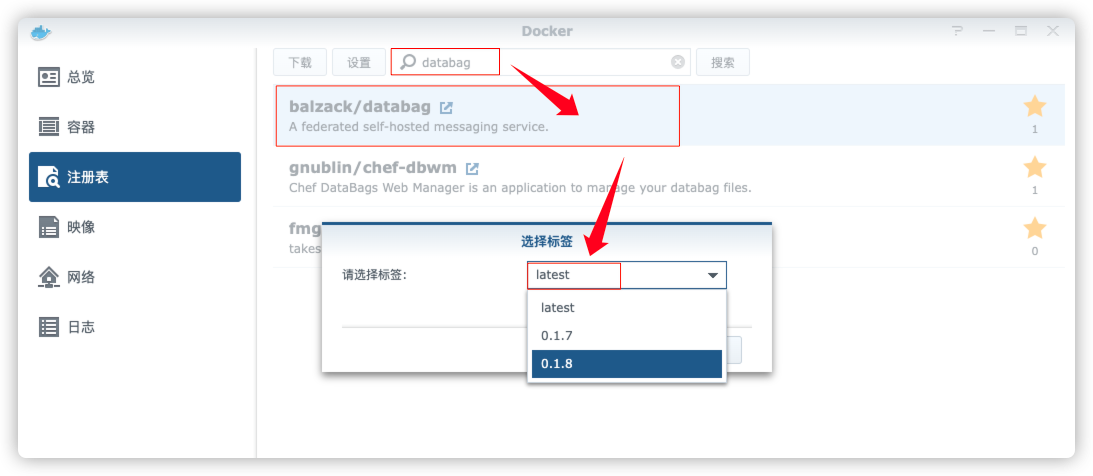 Docker
总览
容器
注册表
映像
网络
日志
下载 设置 databag 搜索
balzack/databag
A federated self-hosted messaging service.
1
gnublin/chef-dbwm
Chef DataBags Web Manager is an application to manage your databag files.
1
fmg
takes
0
选择标签
请选择标签: latest
latest
0.1.7
0.1.8